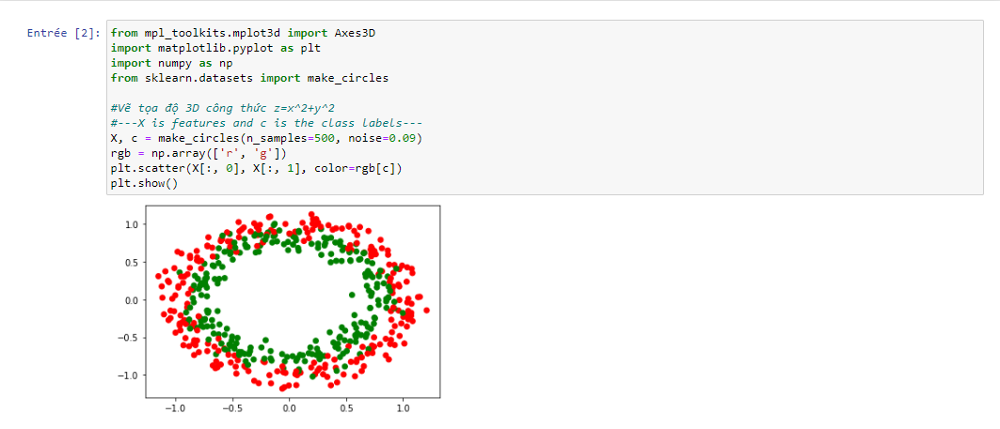 Entrée [2]: from mpl_toolkits.mplot3d import Axes3D
import matplotlib.pyplot as plt
import numpy as np
from sklearn.datasets import make_circles
#Vẽ tọa độ 3D công thức z=x^2+y^2
#---X is features and c is the class labels---
X, c = make_circles(n_samples=500, noise=0.09)
rgb = np.array(['r', 'g'])
plt.scatter(X[:, 0], X[:, 1], color=rgb[c])
plt.show()
1.0
0.5
0.0
−0.5
−1.0
−1.0 −0.5 0.0 0.5 1.0